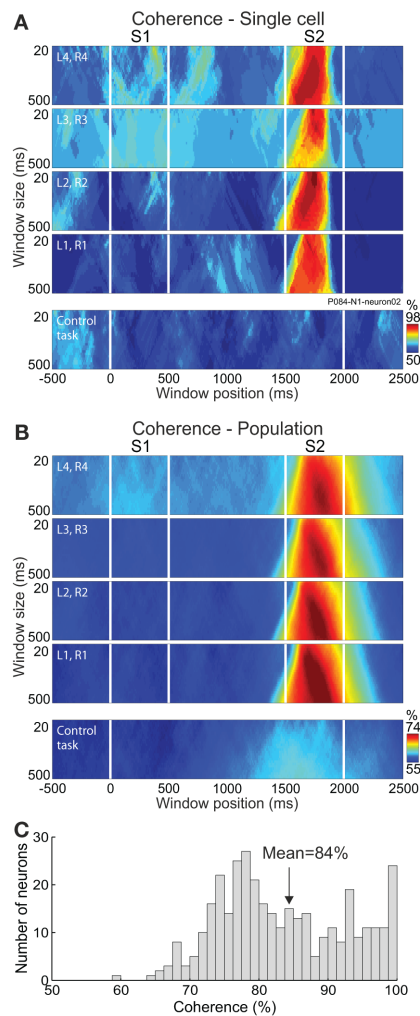 A
Coherence - Single cell
S1 S2
20 L4, R4
500
20 L3, R3
500
20 L2, R2
500
20 L1, R1
500
Window size (ms)
P084-N1-neuron02
20 Control
task
500
%
98
50
-500 0 500 1000 1500 2000 2500
Window position (ms)
B
Coherence - Population
S1 S2
20 L4, R4
500
20 L3, R3
500
20 L2, R2
500
20 L1, R1
500
Window size (ms)
20 Control
task
500
%
74
55
-500 0 500 1000 1500 2000 2500
Window position (ms)
C
30
20
10
0
Number of neurons
Mean=84%
50 60 70 80 90 100
Coherence (%)